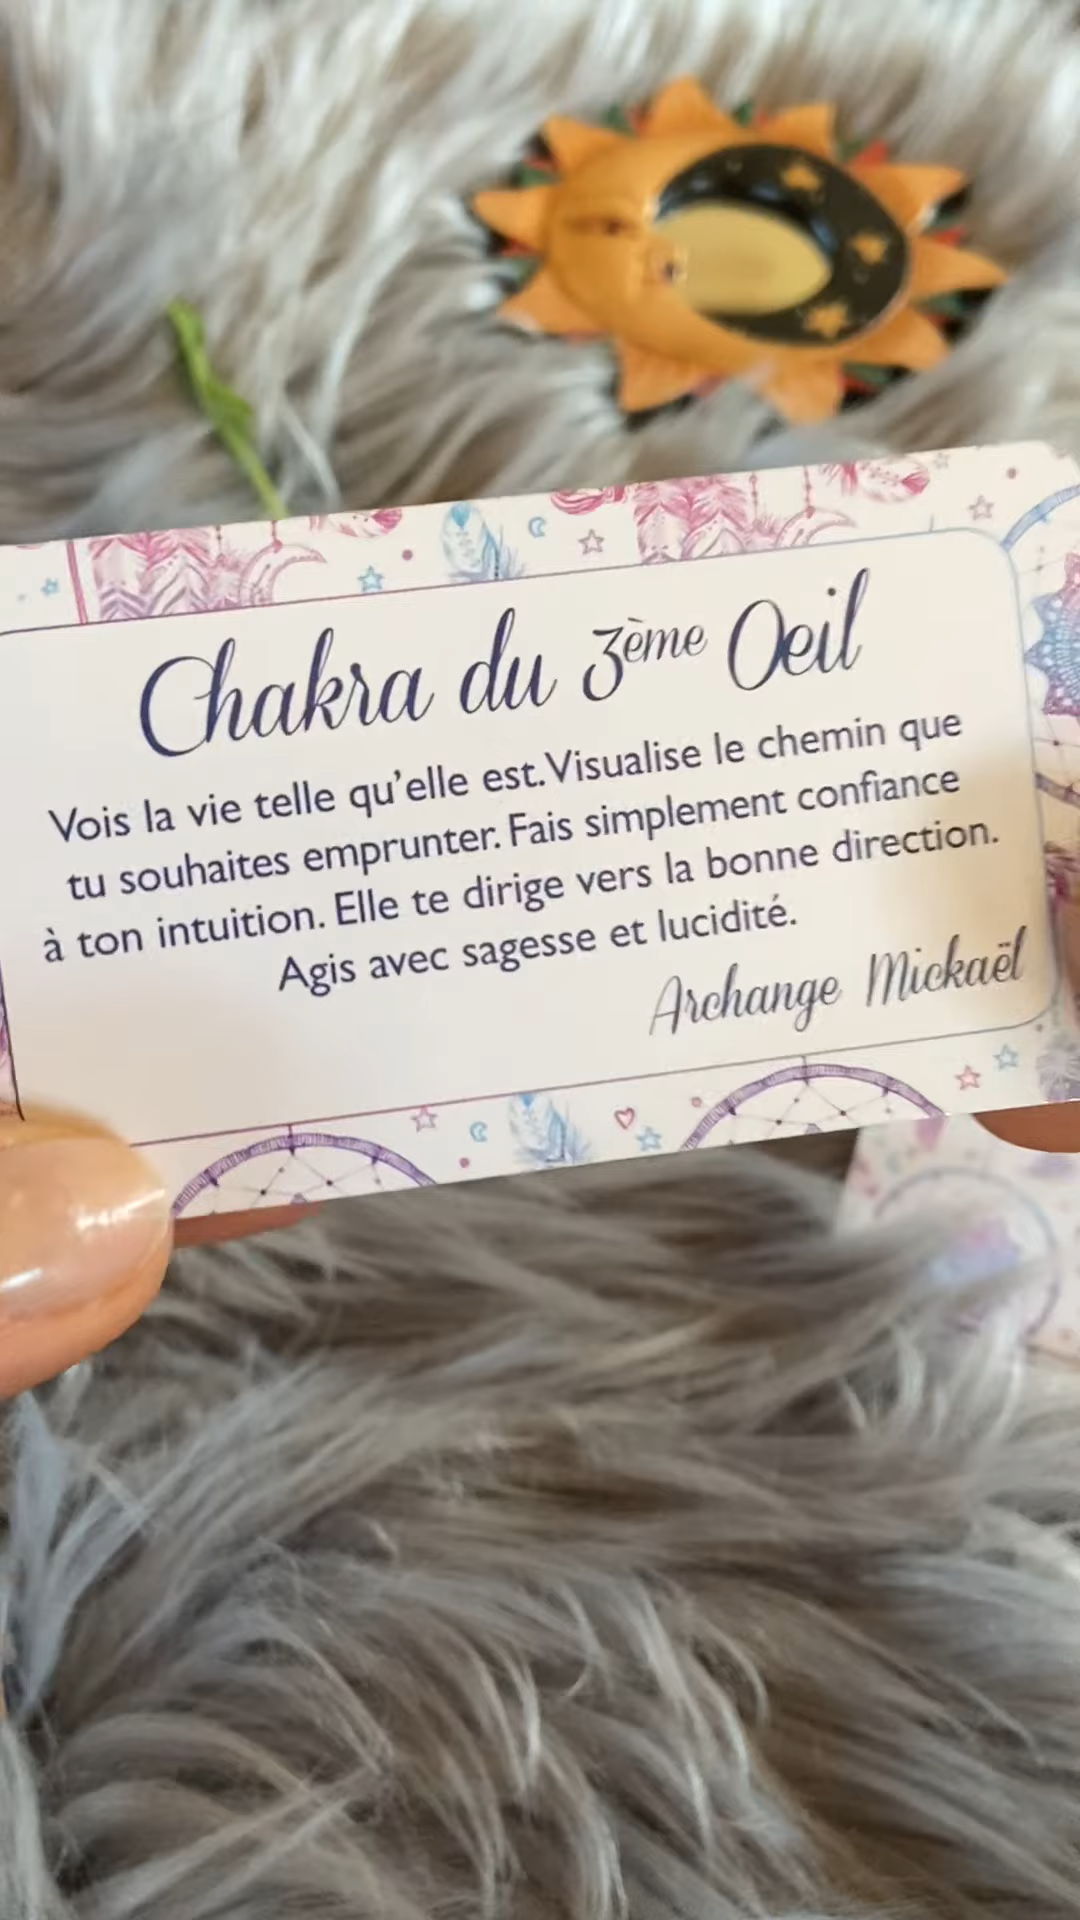 Chakra du 3ème Oeil
Vois la vie telle qu'elle est. Visualise le chemin que
tu souhaites emprunter. Fais simplement confiance
à ton intuition. Elle te dirige vers la bonne direction.
Agis avec sagesse et lucidité.
Archange Mickaël